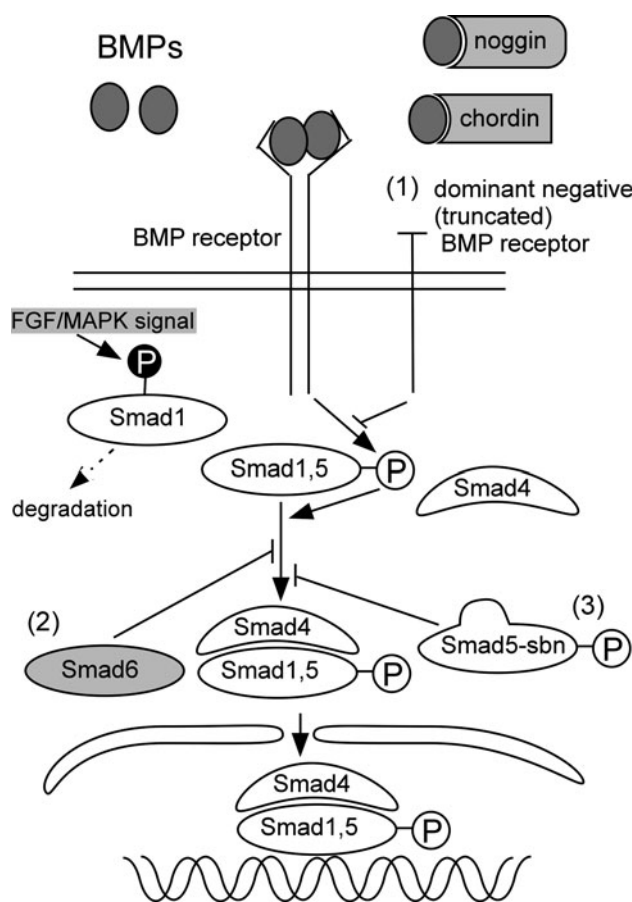 BMPs
noggin
chordin
(1) dominant negative
(truncated)
BMP receptor
BMP receptor
FGF/MAPK signal
P
Smad1
degradation
Smad1,5
P
Smad4
(2)
Smad6
Smad4
Smad1,5
P
(3)
Smad5-sbn
P
Smad4
Smad1,5
P